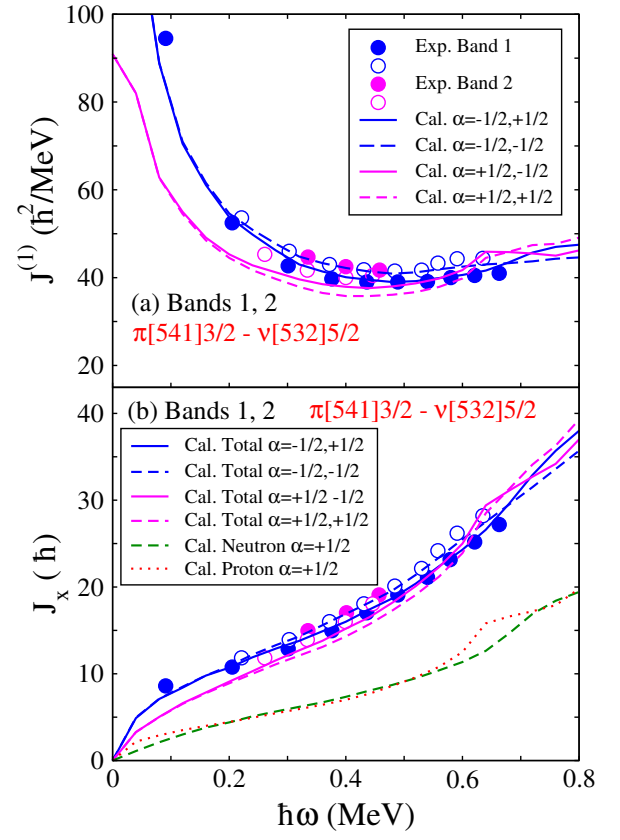 100
80
60
40
20
J⁽¹⁾ (ħ²/MeV)
Exp. Band 1
Exp. Band 2
Cal. α=-1/2,+1/2
Cal. α=-1/2,-1/2
Cal. α=+1/2,-1/2
Cal. α=+1/2,+1/2
(a) Bands 1, 2
π[541]3/2 - ν[532]5/2
(b) Bands 1, 2 π[541]3/2 - ν[532]5/2
40
30
20
10
0
J_x (ħ)
Cal. Total α=-1/2,+1/2
Cal. Total α=-1/2,-1/2
Cal. Total α=+1/2 -1/2
Cal. Total α=+1/2,+1/2
Cal. Neutron α=+1/2
Cal. Proton α=+1/2
0 0.2 0.4 0.6 0.8
ħω (MeV)